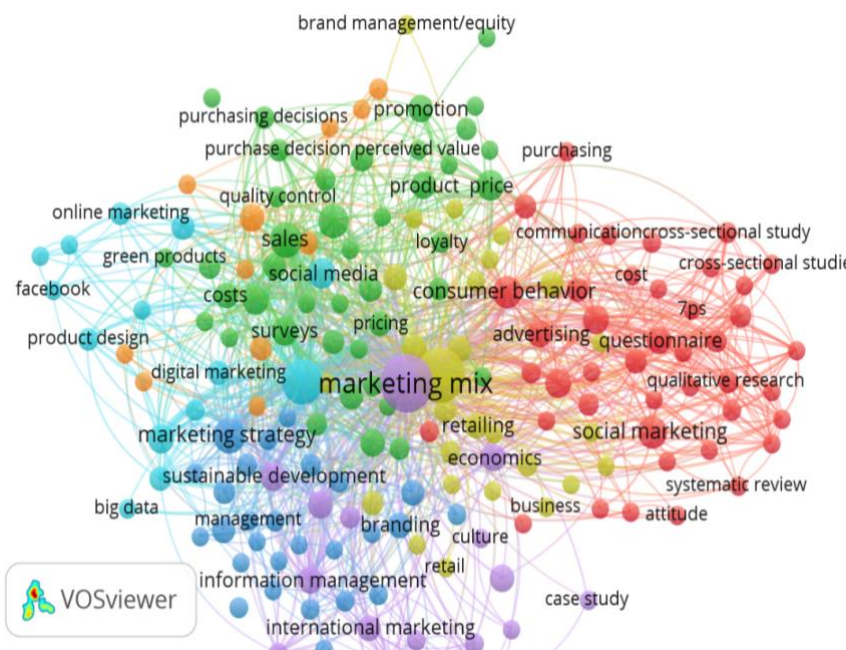 brand management/equity
purchasing decisions
promotion
purchase decision
perceived value
purchasing
quality control
product
price
online marketing
sales
loyalty
communication
cross-sectional study
green products
social media
cost
cross-sectional studie
facebook
costs
consumer behavior
7ps
product design
surveys
pricing
advertising
questionnaire
digital marketing
marketing mix
qualitative research
marketing strategy
retailing
social marketing
sustainable development
economics
systematic review
big data
management
branding
business
attitude
culture
retail
information management
VOSviewer
case study
international marketing